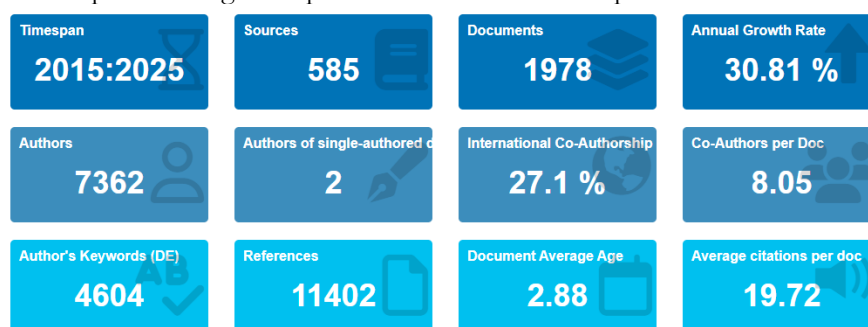 Timespan
2015:2025
Sources
585
Documents
1978
Annual Growth Rate
30.81 %
Authors
7362
Authors of single-authored d
2
International Co-Authorship
27.1 %
Co-Authors per Doc
8.05
Author's Keywords (DE)
4604
References
11402
Document Average Age
2.88
Average citations per doc
19.72